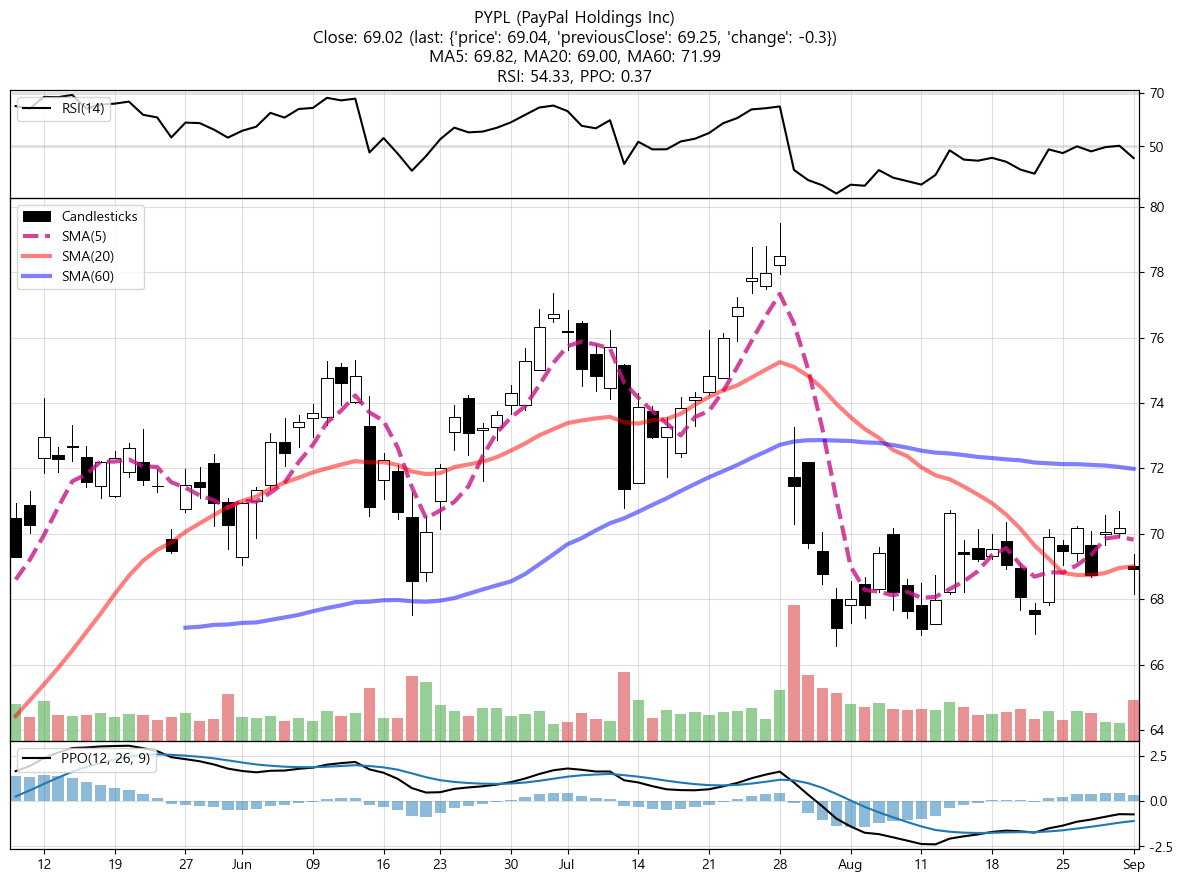 PYPL (PayPal Holdings Inc)
Close: 69.02 (last: {'price': 69.04, 'previousClose': 69.25, 'change': -0.3})
MA5: 69.82, MA20: 69.00, MA60: 71.99
RSI: 54.33, PPO: 0.37
70
RSI(14)
50
80
Candlesticks
SMA(5)
SMA(20)
SMA(60)
78
76
74
72
70
68
66
64
PPO(12, 26, 9)
2.5
0.0
-2.5
12 19 27 Jun 09 16 23 30 Jul 14 21 28 Aug 11 18 25 Sep